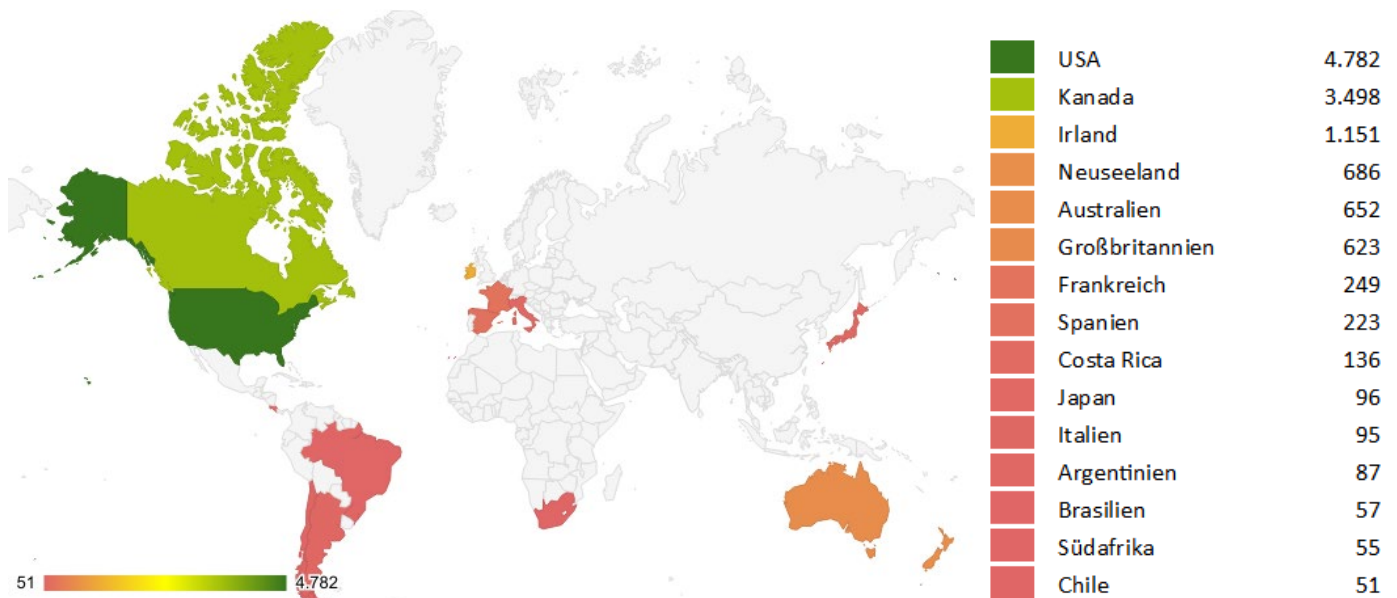 USA 4.782
Kanada 3.498
Irland 1.151
Neuseeland 686
Australien 652
Großbritannien 623
Frankreich 249
Spanien 223
Costa Rica 136
Japan 96
Italien 95
Argentinien 87
Brasilien 57
Südafrika 55
Chile 51
51 4.782